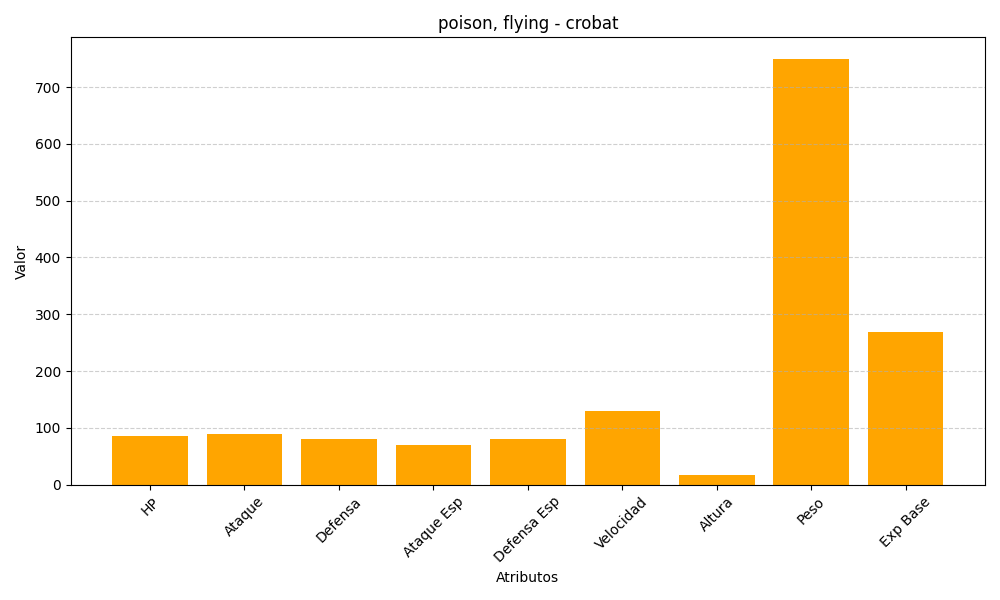 poison, flying - crobat
Valor
700
600
500
400
300
200
100
0
HP
Ataque
Defensa
Ataque Esp
Defensa Esp
Velocidad
Altura
Peso
Exp Base
Atributos